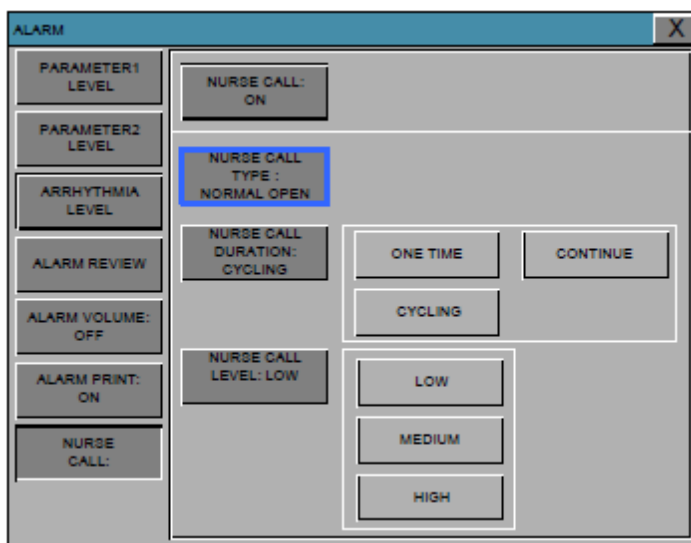 ALARM
X
PARAMETER1
LEVEL
PARAMETER2
LEVEL
ARRHYTHMIA
LEVEL
ALARM REVIEW
ALARM VOLUME:
OFF
ALARM PRINT:
ON
NURSE
CALL:
NURSE CALL:
ON
NURSE CALL
TYPE :
NORMAL OPEN
NURSE CALL
DURATION:
CYCLING
ONE TIME
CONTINUE
CYCLING
NURSE CALL
LEVEL: LOW
LOW
MEDIUM
HIGH